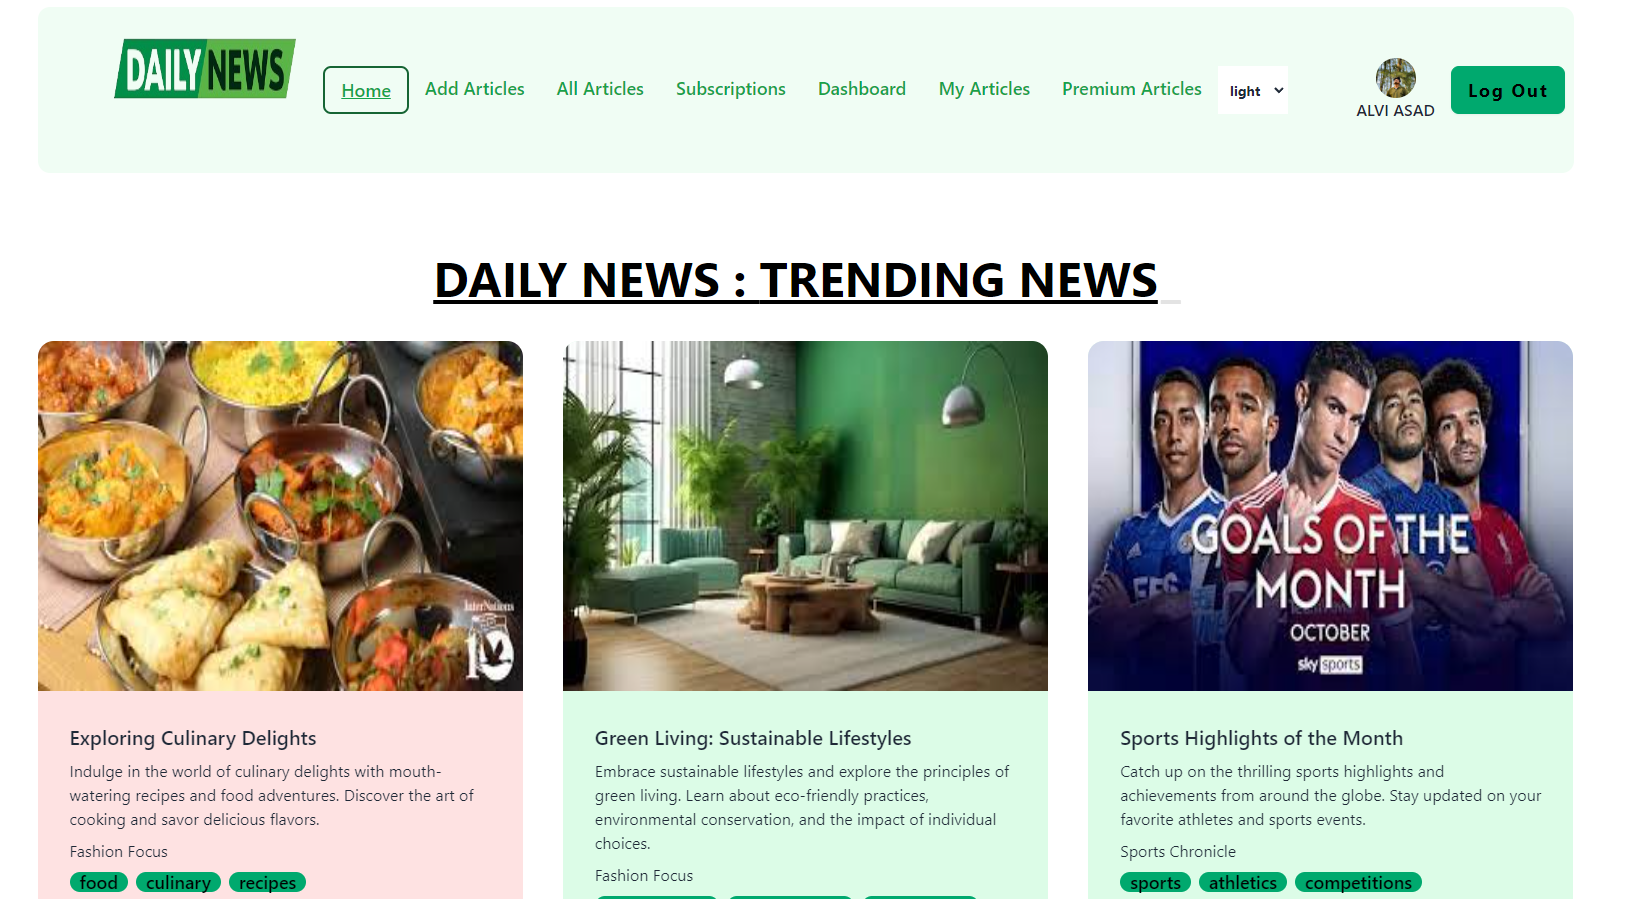 DAILY NEWS
Home
Add Articles
All Articles
Subscriptions
Dashboard
My Articles
Premium Articles
light
ALVI ASAD
Log Out
DAILY NEWS : TRENDING NEWS
InterNations
10
GOALS OF THE
MONTH
OCTOBER
sky sports
Exploring Culinary Delights
Indulge in the world of culinary delights with mouth-
watering recipes and food adventures. Discover the art of
cooking and savor delicious flavors.
Fashion Focus
food culinary recipes
Green Living: Sustainable Lifestyles
Embrace sustainable lifestyles and explore the principles of
green living. Learn about eco-friendly practices,
environmental conservation, and the impact of individual
choices.
Fashion Focus
Sports Highlights of the Month
Catch up on the thrilling sports highlights and
achievements from around the globe. Stay updated on your
favorite athletes and sports events.
Sports Chronicle
sports athletics competitions